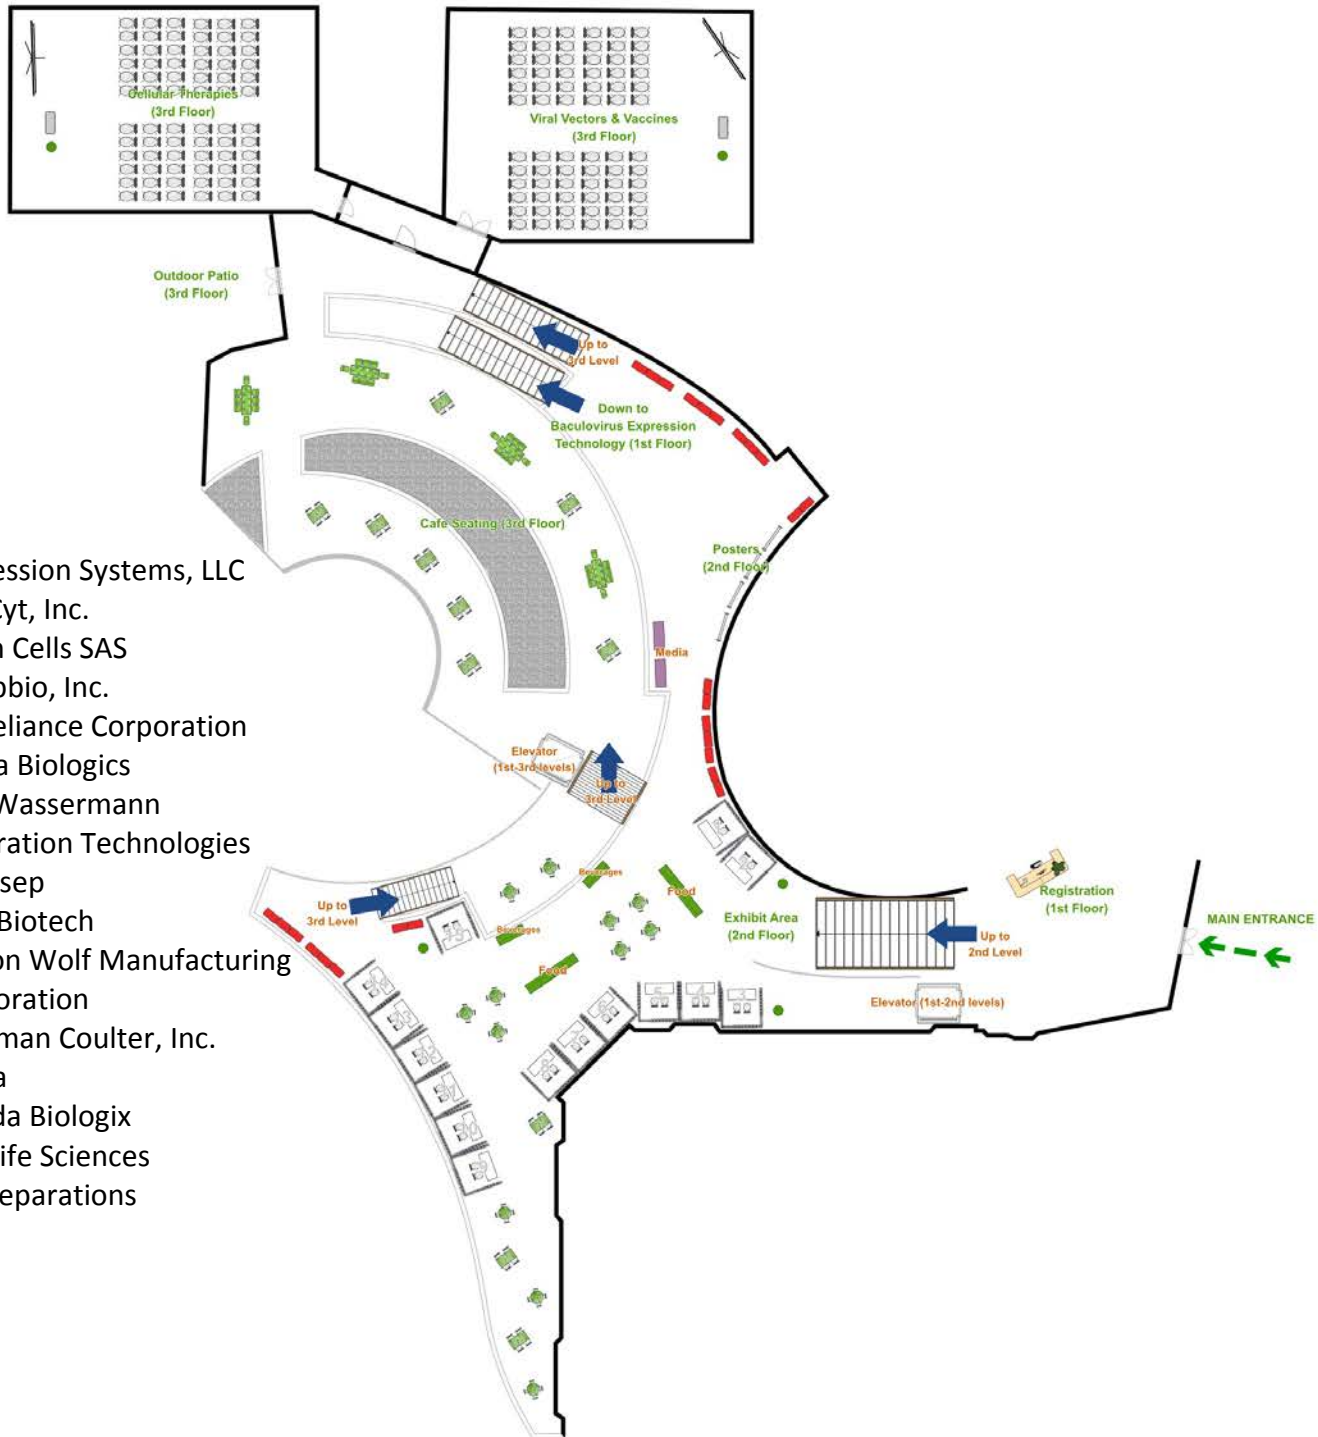 Cellular Therapies
(3rd Floor)
Viral Vectors & Vaccines
(3rd Floor)
Outdoor Patio
(3rd Floor)
Up to
3rd Level
Down to
Baculovirus Expression
Technology (1st Floor)
Cafe Seating (3rd Floor)
Posters
(2nd Floor)
ession Systems, LLC
Cyt, Inc.
n Cells SAS
obio, Inc.
eliance Corporation
a Biologics
Wassermann
ration Technologies
sep
Biotech
on Wolf Manufacturing
oration
man Coulter, Inc.
a
da Biologix
ife Sciences
eparations
Media
Elevator
(1st-3rd levels)
Up to
3rd Level
Beverages
Food
Up to
3rd Level
Beverages
Food
Exhibit Area
(2nd Floor)
Registration
(1st Floor)
MAIN ENTRANCE
Up to
2nd Level
Elevator (1st-2nd levels)
5
4
3